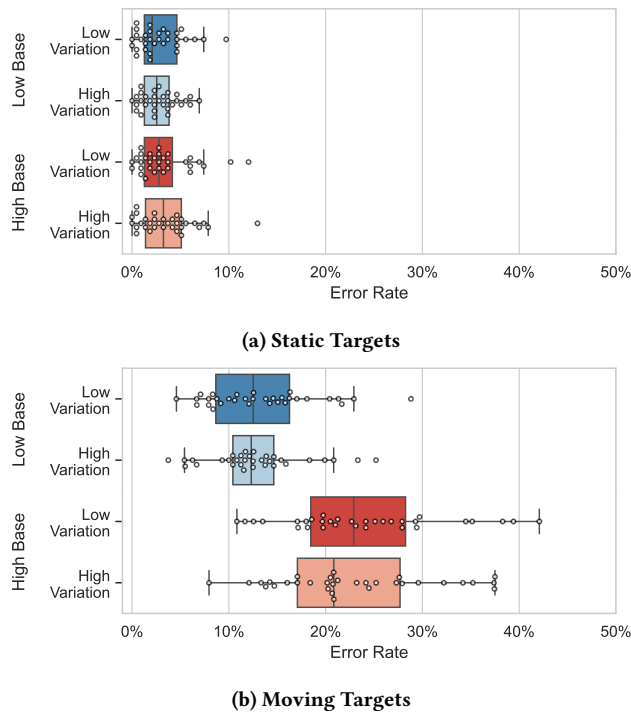 Low Base
Low
Variation
High
Variation
High Base
Low
Variation
High
Variation
0% 10% 20% 30% 40% 50%
Error Rate
(a) Static Targets
Low Base
Low
Variation
High
Variation
High Base
Low
Variation
High
Variation
0% 10% 20% 30% 40% 50%
Error Rate
(b) Moving Targets